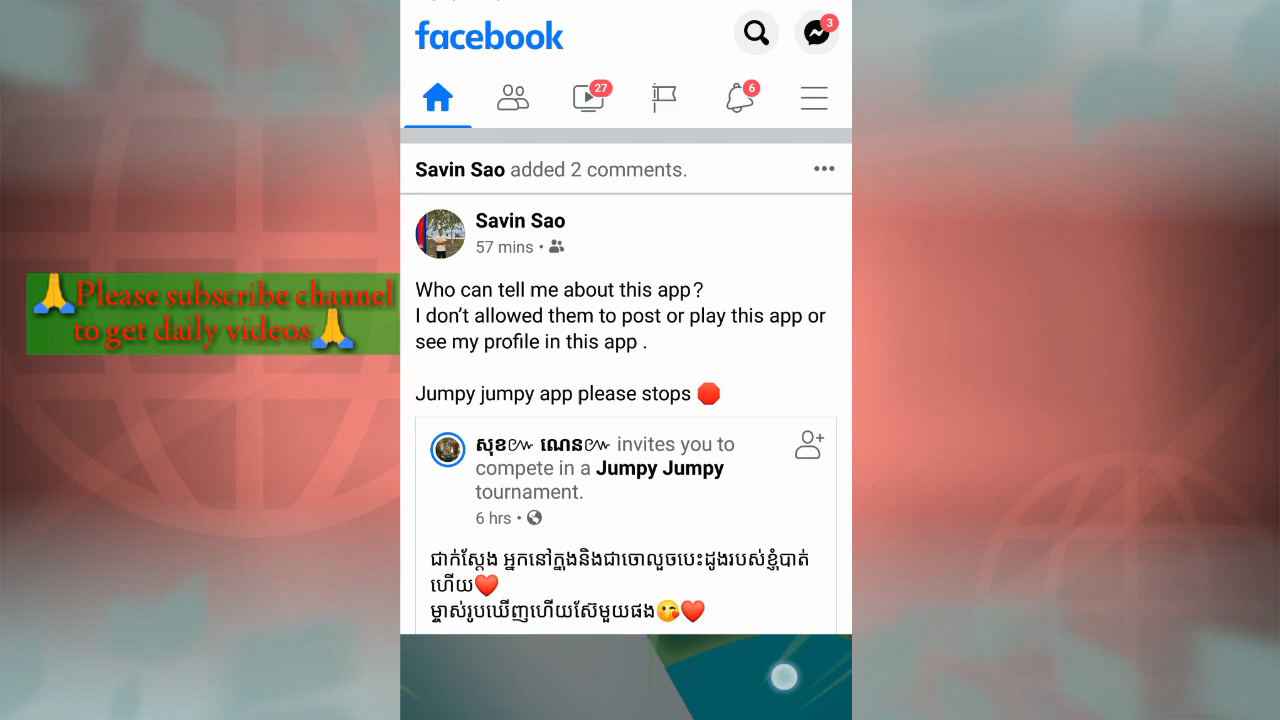 facebook
3
27
6
Savin Sao added 2 comments.
Savin Sao
57 mins •
🙏Please subscribe channel
to get daily videos🙏
Who can tell me about this app?
I don’t allowed them to post or play this app or
see my profile in this app .
Jumpy jumpy app please stops 🛑
សុខ៚ ណេន៚ invites you to
compete in a Jumpy Jumpy
tournament.
6 hrs •
ជាក់ស្ដែង អ្នកនៅក្នុងនិងជាចោលួចបេះដូងរបស់ខ្ញុំបាត់
ហើយ❤️
ម្ចាស់រូបឃើញហើយស៊ែមួយផង😘❤️